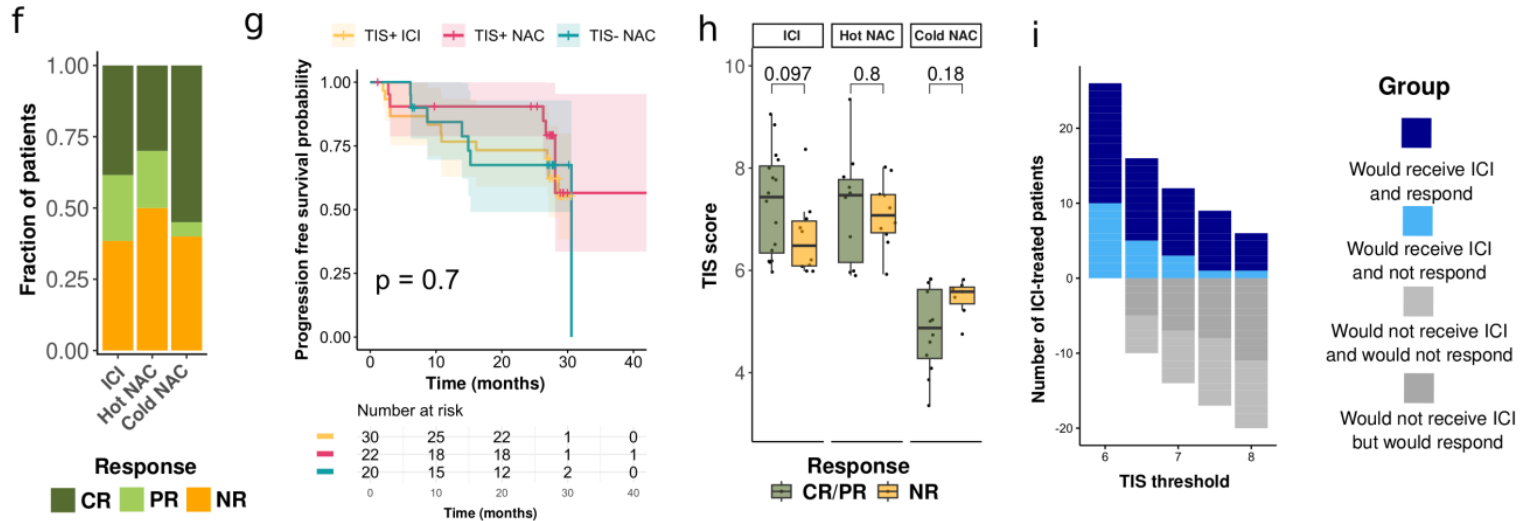 f
Fraction of patients
1.00
0.75
0.50
0.25
0.00
ICI
Hot NAC
Cold NAC
Response
CR PR NR
g
TIS+ ICI TIS+ NAC TIS- NAC
Progression free survival probability
1.00
0.75
0.50
0.25
0.00
p = 0.7
0 10 20 30 40
Time (months)
Number at risk
30 25 22 1 0
22 18 18 1 1
20 15 12 2 0
0 10 20 30 40
Time (months)
h
ICI Hot NAC Cold NAC
TIS score
10
8
6
4
0.097 0.8 0.18
Response
CR/PR NR
i
Number of ICI-treated patients
20
10
0
-10
-20
6 7 8
TIS threshold
Group
Would receive ICI
and respond
Would receive ICI
and not respond
Would not receive ICI
and would not respond
Would not receive ICI
but would respond